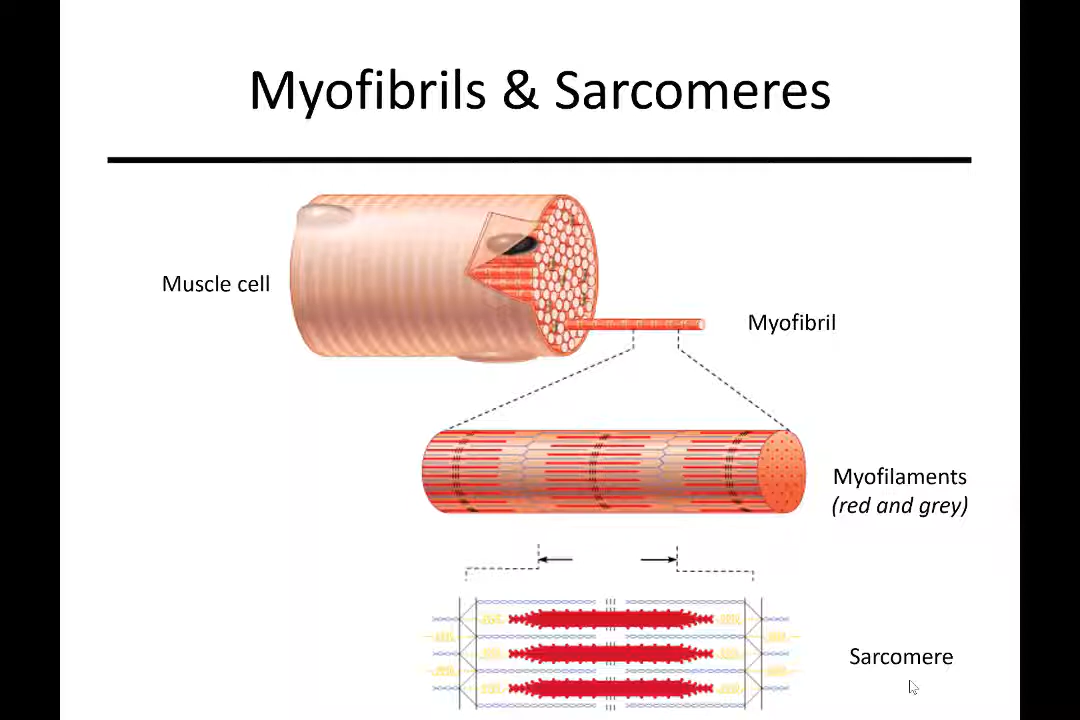 Myofibrils & Sarcomeres
Muscle cell
Myofibril
Myofilaments
(red and grey)
Sarcomere